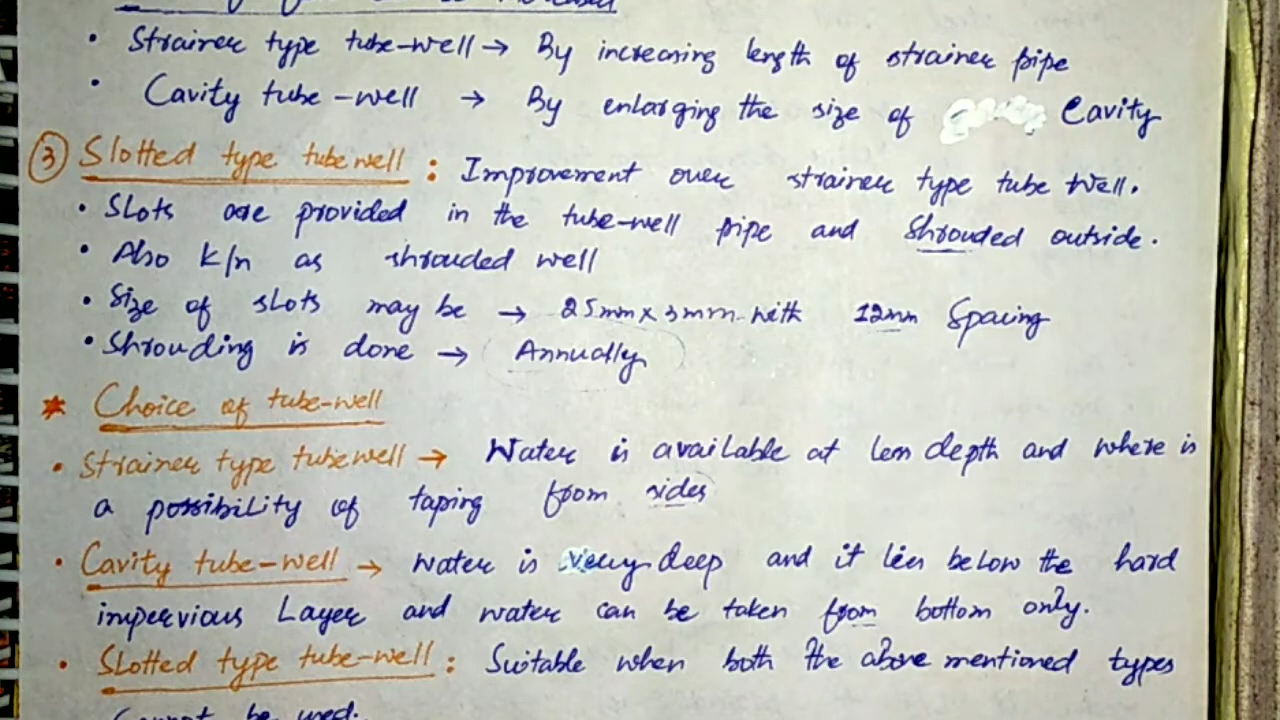 • Strainer type tube-well → By increasing length of strainer pipe
• Cavity tube-well → By enlarging the size of Cavity
③ Slotted type tubewell : Improvement over strainer type tube well.
• Slots are provided in the tube-well pipe and Shrouded outside.
• Also k/n as shrouded well
• Size of slots may be → 25mm x 3mm with 12mm Spacing
• Shrouding is done → Annually
* Choice of tube-well
• Strainer type tubewell → Water is available at less depth and where is
a possibility of taping from sides
• Cavity tube-well → water is very deep and it lies below the hard
impervious Layer and water can be taken from bottom only.
• Slotted type tube-well : Suitable when both the above mentioned types
Cannot be used.